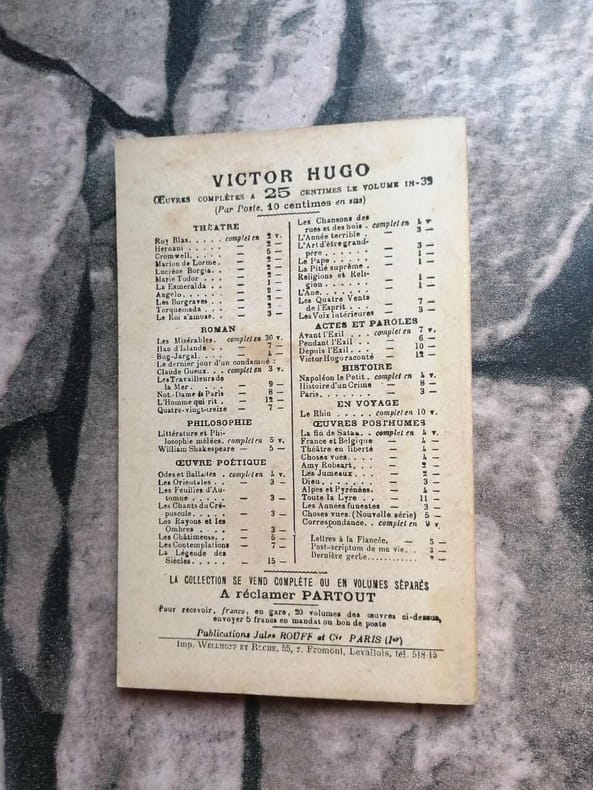 VICTOR HUGO
ŒUVRES COMPLÈTES A 25 CENTIMES LE VOLUME IN-32
(Par Poste, 10 centimes en sus)
THÉATRE
Ruy Blas. . . . . complet en 2 v.
Hernani . . . . . — 2 —
Cromwell. . . . — 5 —
Marion de Lorme. — 2 —
Lucrèce Borgia. . — 2 —
Marie Tudor . . . — 2 —
La Esmeralda . . — 1 —
Angelo. . . . . . — 2 —
Les Burgraves . . — 2 —
Torquemada. . . — 2 —
Le Roi s'amuse. . — 3 —
ROMAN
Les Misérables. complet en 30 v.
Han d'Islande . . — 7 —
Bug-Jargal. . . . — 4 —
Le dernier jour d'un condamné :
Claude Gueux. . . complet en 3 v.
Les Travailleurs de
la Mer. . . . — 9 —
Not.-Dame de Paris — 8 —
L'Homme qui rit . — 12 —
Quatre-vingt-treize — 7 —
PHILOSOPHIE
Littérature et Phi-
losophie mêlées. complet en 5 v.
William Shakespeare — 5 —
ŒUVRE POÉTIQUE
Odes et Ballades . complet en 4 v.
Les Orientales . . — 3 —
Les Feuilles d'Au-
tomne . . . . . — 3 —
Les Chants du Cré-
puscule. . . . — 3 —
Les Rayons et les
Ombres . . . . — 3 —
Les Châtiments. . — 5 —
Les Contemplations — 7 —
La Légende des
Siècles. . . . . — 15 —
Les Chansons des
rues et des bois. complet en 4 v.
L'Année terrible . — 3 —
L'Art d'être grand-
père. . . . . . — 3 —
Le Pape . . . . . — 1 —
La Pitié suprême . — 1 —
Religions et Reli-
gion . . . . . . — 1 —
L'Ane. . . . . . . — 1 —
Les Quatre Vents
de l'Esprit. . . — 7 —
Les Voix intérieures — 3 —
ACTES ET PAROLES
Avant l'Exil . . . complet en 7 v.
Pendant l'Exil . . — 6 —
Depuis l'Exil. . . — 10 —
Victor Hugo raconté — 12 —
HISTOIRE
Napoléon le Petit. complet en 4 v.
Histoire d'un Crime — 8 —
Paris. . . . . . . — 3 —
EN VOYAGE
Le Rhin . . . . . complet en 10 v.
ŒUVRES POSTHUMES
La fin de Satan. . complet en 4 v.
France et Belgique — 4 —
Théâtre en liberté — 4 —
Choses vues. . . . — 4 —
Amy Robsart. . . — 2 —
Les Jumeaux . . . — 2 —
Dieu . . . . . . . — 3 —
Alpes et Pyrénées. — 4 —
Toute la Lyre . . — 11 —
Les Années funestes — 3 —
Choses vues. (Nouvelle série) 5 —
Correspondance. . complet en 9 v.
Lettres à la Fiancée. — 5 —
Post-scriptum de ma vie. . . 3 —
Dernière gerbe. . . . . . . —
LA COLLECTION SE VEND COMPLÈTE OU EN VOLUMES SÉPARÉS
A réclamer PARTOUT
Pour recevoir, franco, en gare, 20 volumes des œuvres ci-dessus,
envoyer 5 francs en mandat ou bon de poste
Publications Jules ROUFF et Cie PARIS (1er)
Imp. WELLHOFF ET ROCHE, 55, r. Fromont, Levallois, tél. 518-15